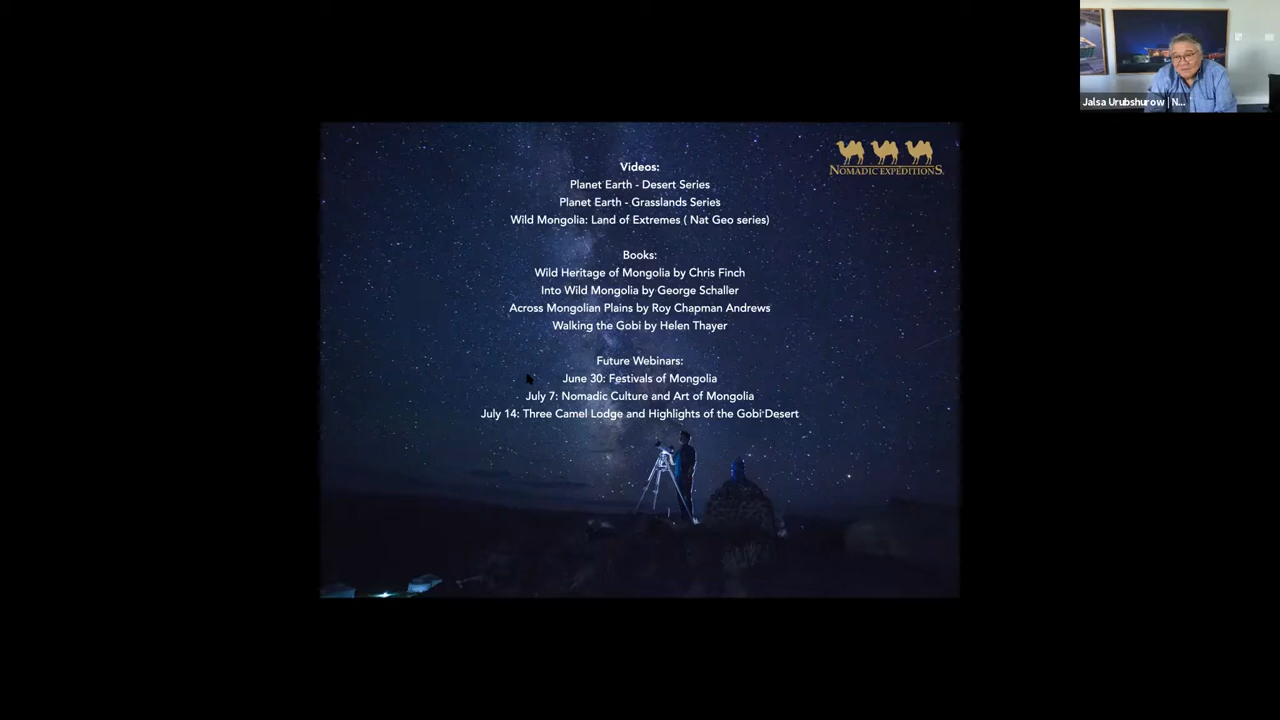 Jalsa Urubshurow | N...
NOMADIC EXPEDITIONS
Videos:
Planet Earth - Desert Series
Planet Earth - Grasslands Series
Wild Mongolia: Land of Extremes ( Nat Geo series)
Books:
Wild Heritage of Mongolia by Chris Finch
Into Wild Mongolia by George Schaller
Across Mongolian Plains by Roy Chapman Andrews
Walking the Gobi by Helen Thayer
Future Webinars:
June 30: Festivals of Mongolia
July 7: Nomadic Culture and Art of Mongolia
July 14: Three Camel Lodge and Highlights of the Gobi Desert